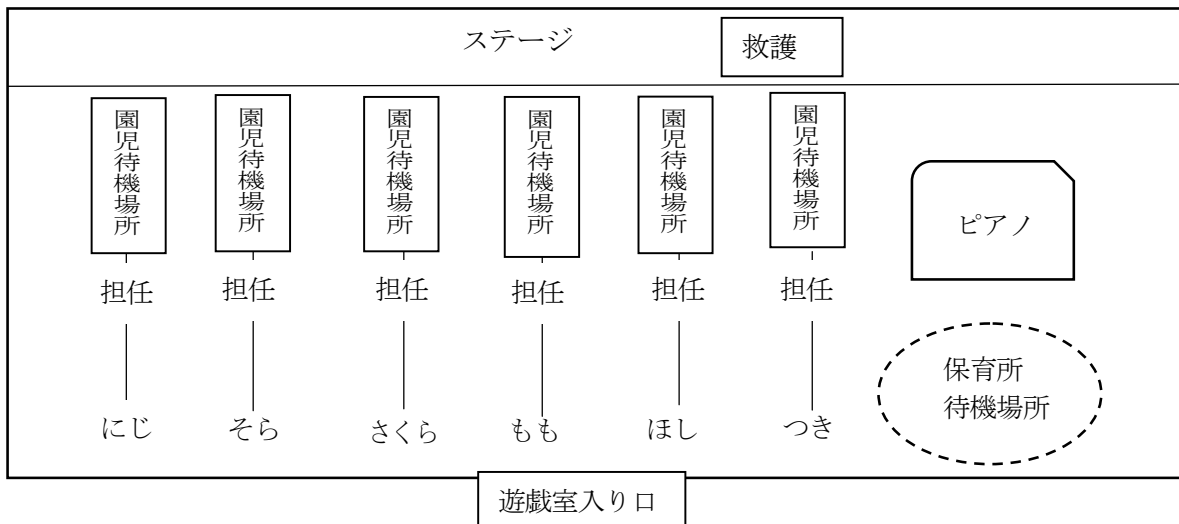 ステージ
救護
園児待機場所
園児待機場所
園児待機場所
園児待機場所
園児待機場所
園児待機場所
ピアノ
担任
担任
担任
担任
担任
担任
保育所
待機場所
にじ
そら
さくら
もも
ほし
つき
遊戯室入り口